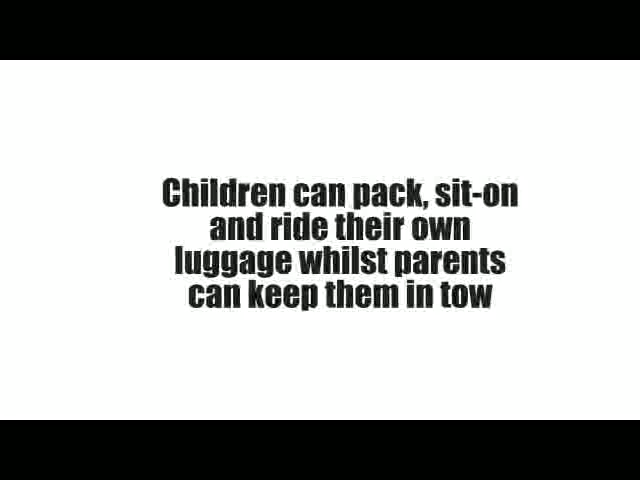 Children can pack, sit-on
and ride their own
luggage whilst parents
can keep them in tow